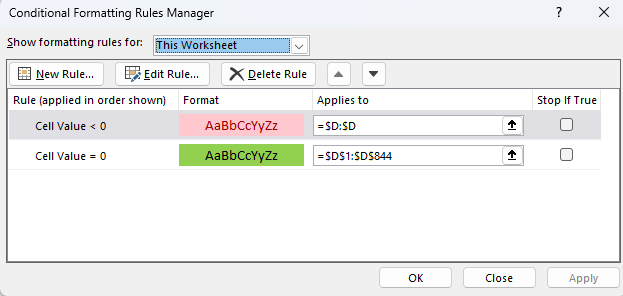 Conditional Formatting Rules Manager
Show formatting rules for: This Worksheet
New Rule... Edit Rule... Delete Rule
Rule (applied in order shown) Format Applies to Stop If True
Cell Value < 0 AaBbCcYyZz =$D:$D
Cell Value = 0 AaBbCcYyZz =$D$1:$D$844
OK Close Apply